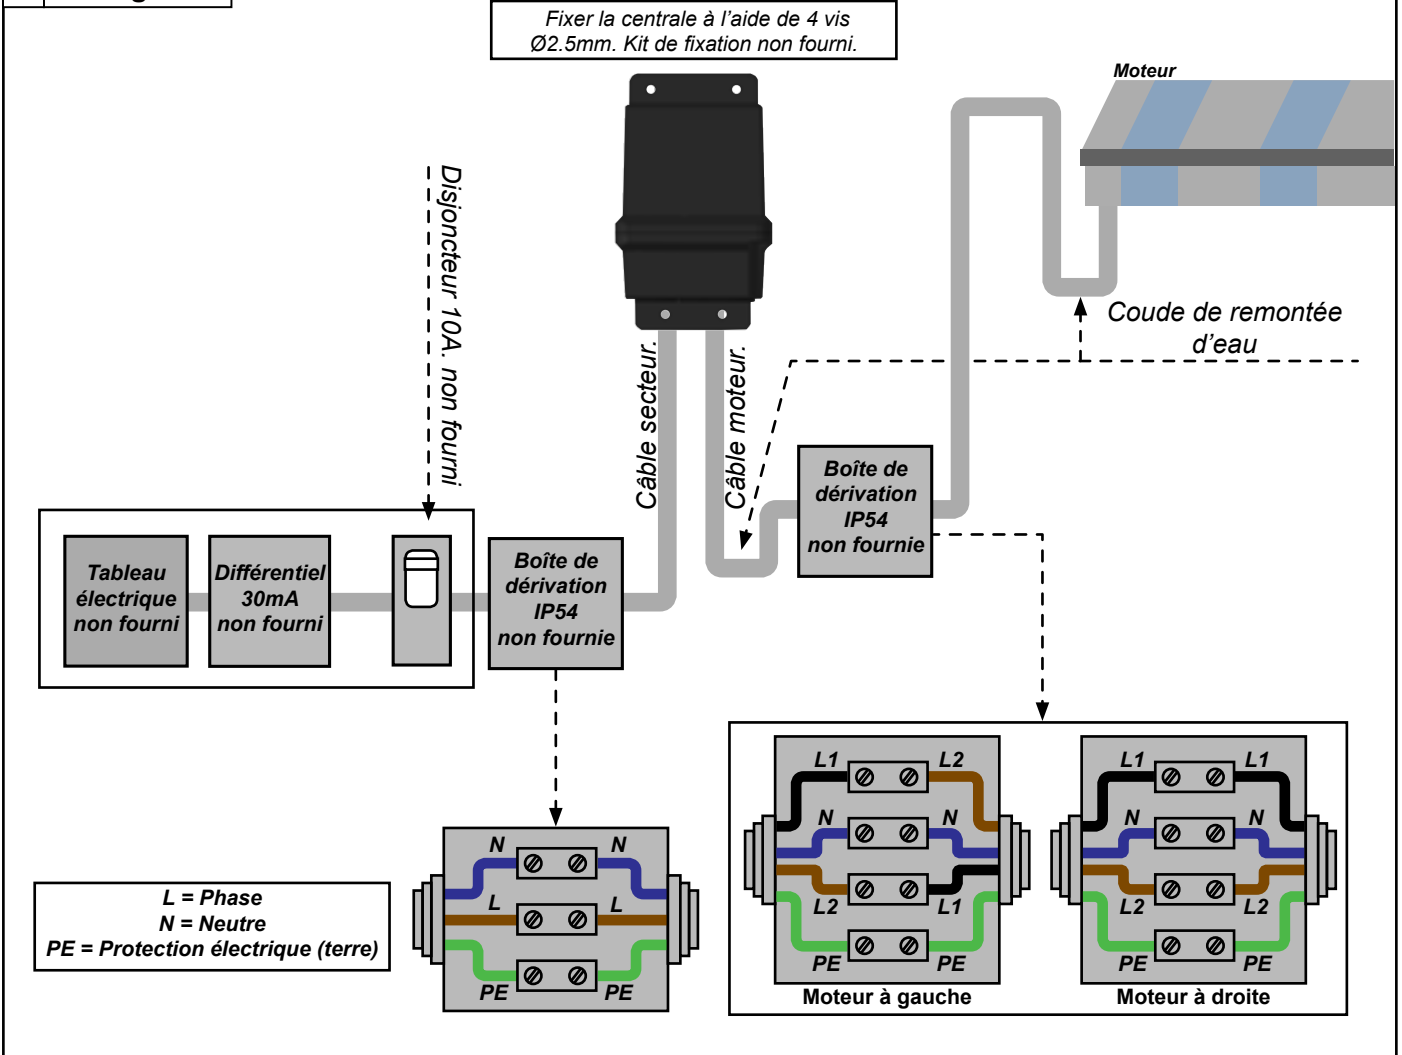 Fixer la centrale à l'aide de 4 vis
Ø2.5mm. Kit de fixation non fourni.
Moteur
Disjoncteur 10A. non fourni
Coude de remontée
d'eau
Câble secteur.
Câble moteur.
Boîte de
dérivation
IP54
non fournie
Tableau
électrique
non fourni
Différentiel
30mA
non fourni
Boîte de
dérivation
IP54
non fournie
L1 L2
N N
L2 L1
PE PE
Moteur à gauche
L1 L1
N N
L2 L2
PE PE
Moteur à droite
N N
L L
PE PE
L = Phase
N = Neutre
PE = Protection électrique (terre)